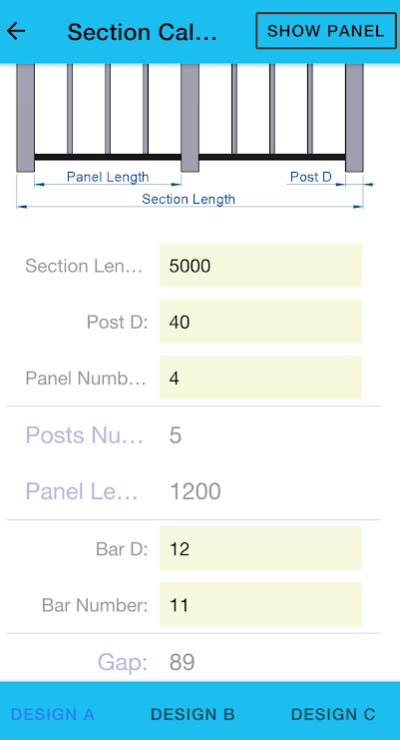 Section Cal...
SHOW PANEL
Panel Length
Post D
Section Length
Section Len... 5000
Post D: 40
Panel Numb... 4
Posts Nu... 5
Panel Le... 1200
Bar D: 12
Bar Number: 11
Gap: 89
DESIGN A DESIGN B DESIGN C